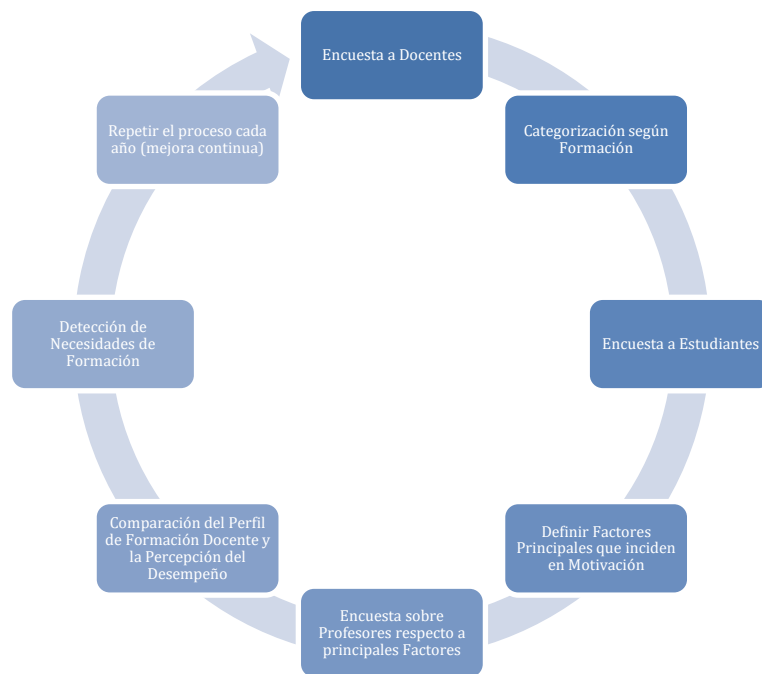 Encuesta a Docentes
Categorización según
Formación
Encuesta a Estudiantes
Definir Factores
Principales que inciden
en Motivación
Encuesta sobre
Profesores respecto a
principales Factores
Comparación del Perfil
de Formación Docente y
la Percepción del
Desempeño
Detección de
Necesidades de
Formación
Repetir el proceso cada
año (mejora continua)